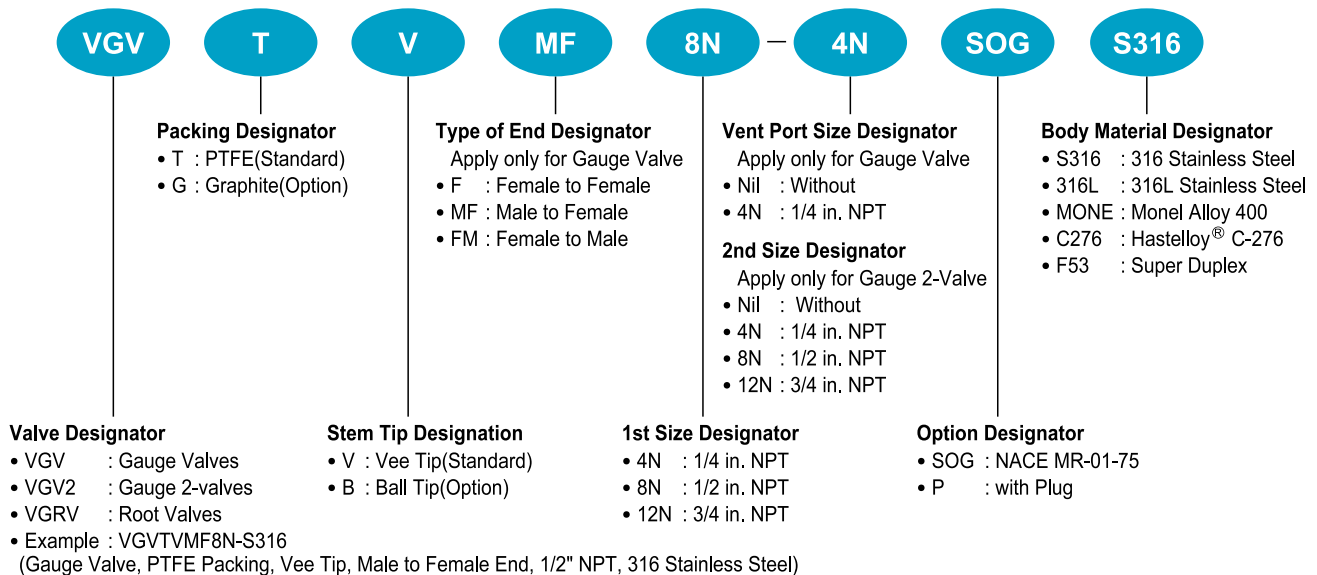 VGV T V MF 8N – 4N SOG S316
Packing Designator
• T : PTFE(Standard)
• G : Graphite(Option)
Type of End Designator
Apply only for Gauge Valve
• F : Female to Female
• MF : Male to Female
• FM : Female to Male
Vent Port Size Designator
Apply only for Gauge Valve
• Nil : Without
• 4N : 1/4 in. NPT
2nd Size Designator
Apply only for Gauge 2-Valve
• Nil : Without
• 4N : 1/4 in. NPT
• 8N : 1/2 in. NPT
• 12N : 3/4 in. NPT
Body Material Designator
• S316 : 316 Stainless Steel
• 316L : 316L Stainless Steel
• MONE : Monel Alloy 400
• C276 : Hastelloy® C-276
• F53 : Super Duplex
Valve Designator
• VGV : Gauge Valves
• VGV2 : Gauge 2-valves
• VGRV : Root Valves
• Example : VGVTVMF8N-S316
(Gauge Valve, PTFE Packing, Vee Tip, Male to Female End, 1/2" NPT, 316 Stainless Steel)
Stem Tip Designation
• V : Vee Tip(Standard)
• B : Ball Tip(Option)
1st Size Designator
• 4N : 1/4 in. NPT
• 8N : 1/2 in. NPT
• 12N : 3/4 in. NPT
Option Designator
• SOG : NACE MR-01-75
• P : with Plug